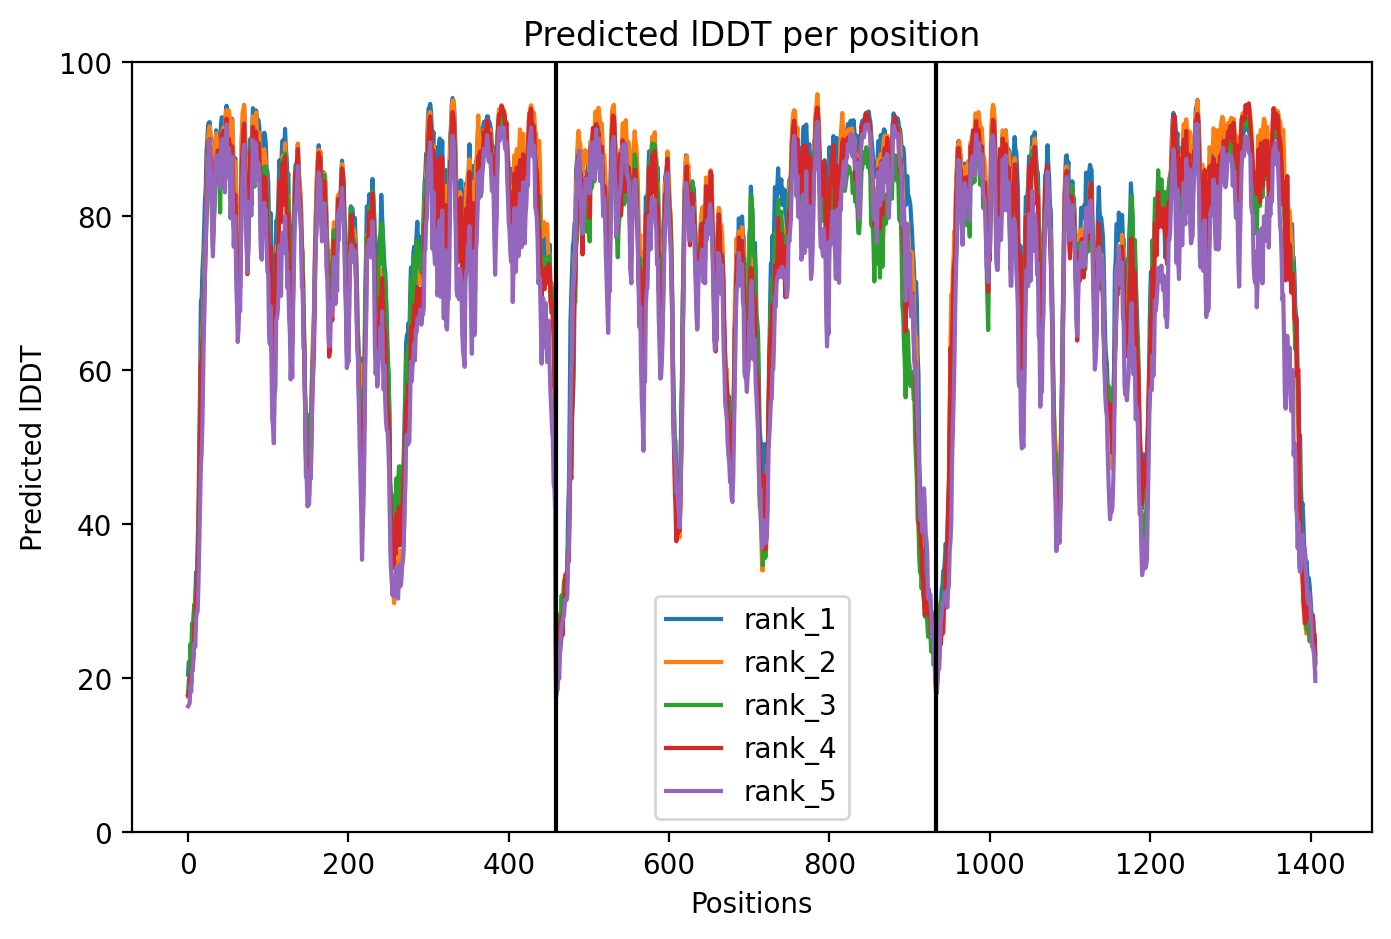 Predicted lDDT per position
100
80
60
40
20
0
Predicted lDDT
rank_1
rank_2
rank_3
rank_4
rank_5
0 200 400 600 800 1000 1200 1400
Positions